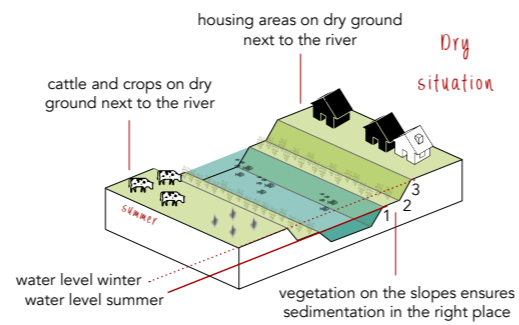 housing areas on dry ground
next to the river
Dry
situation
cattle and crops on dry
ground next to the river
summer
3
2
1
water level winter
water level summer
vegetation on the slopes ensures
sedimentation in the right place